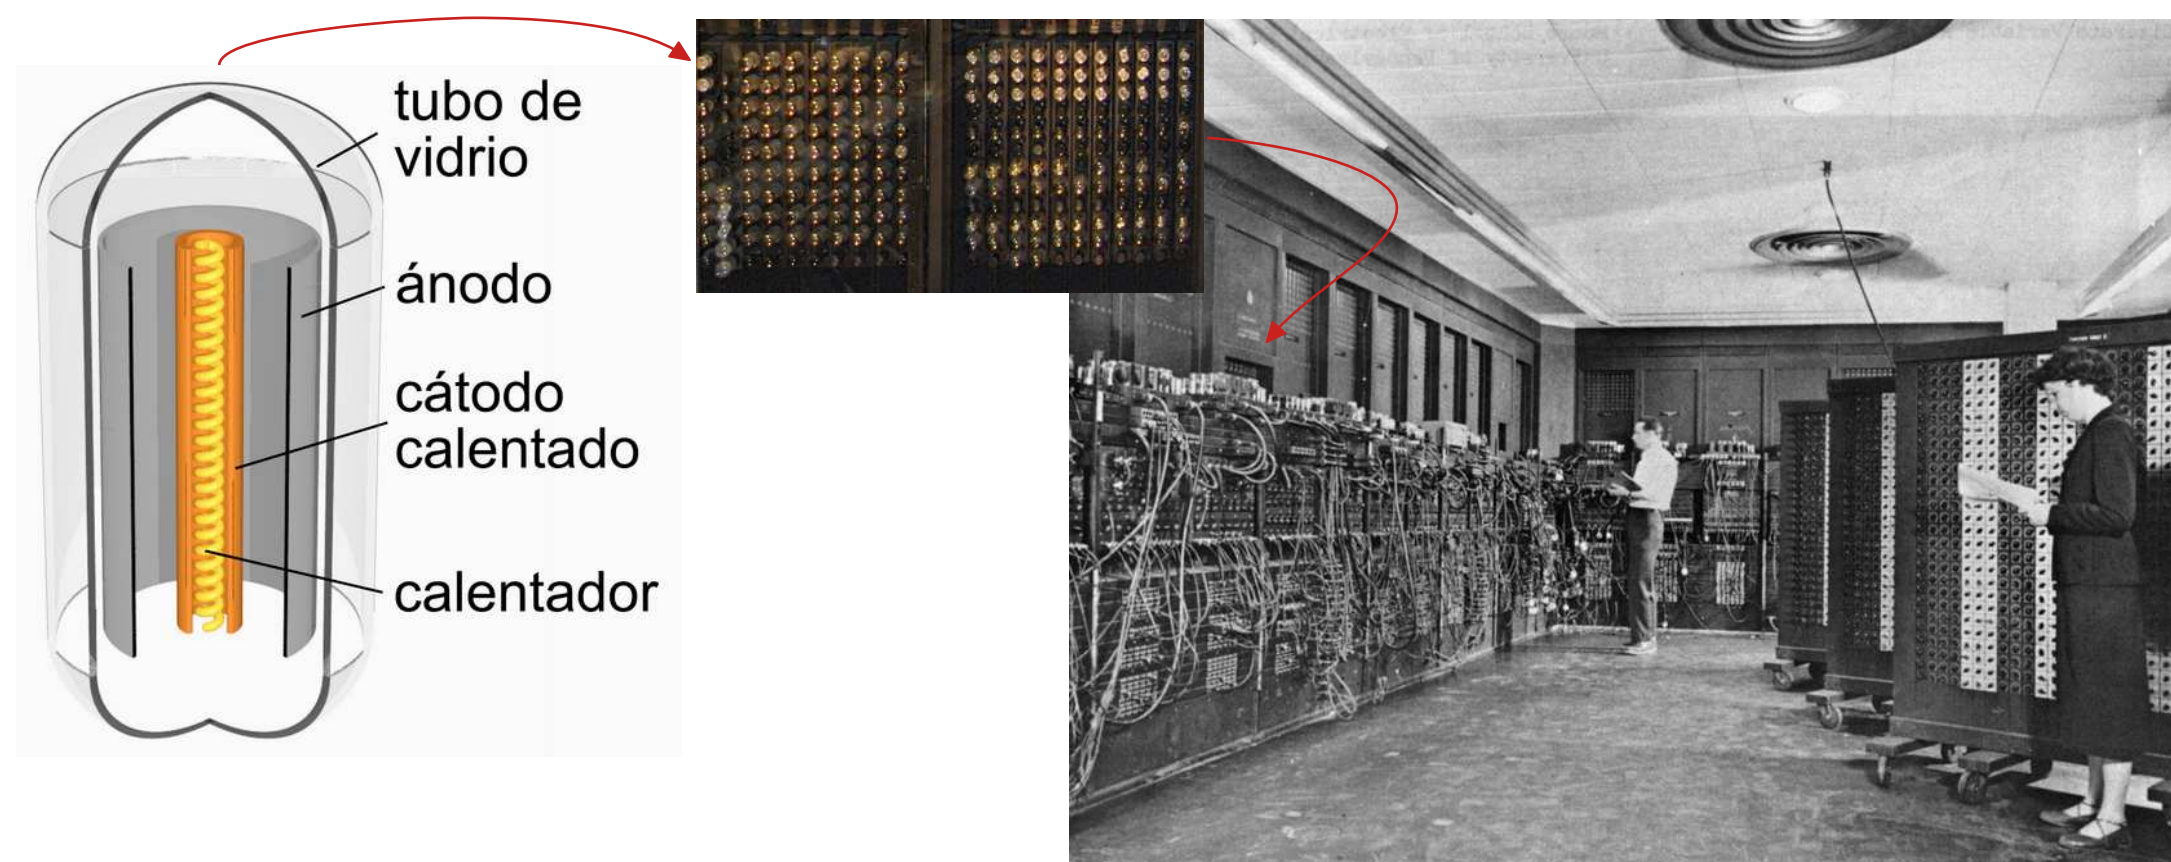 tubo de
vidrio
ánodo
cátodo
calentado
calentador